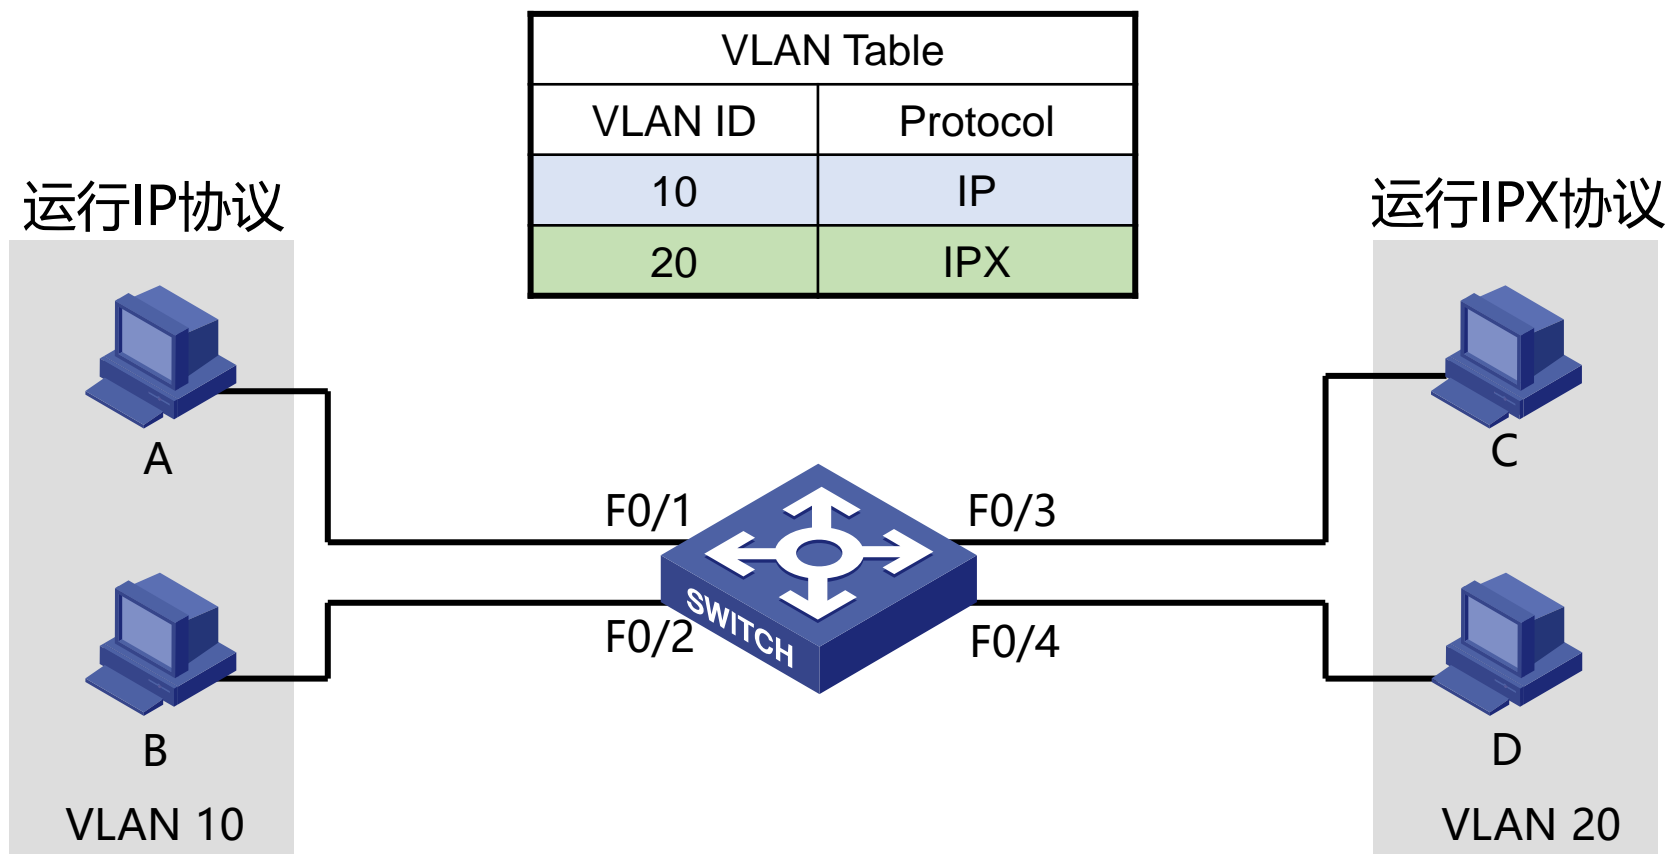 VLAN Table
VLAN ID Protocol
10 IP
20 IPX
运行IP协议
运行IPX协议
A
C
F0/1
F0/3
SWITCH
F0/2
F0/4
B
D
VLAN 10
VLAN 20